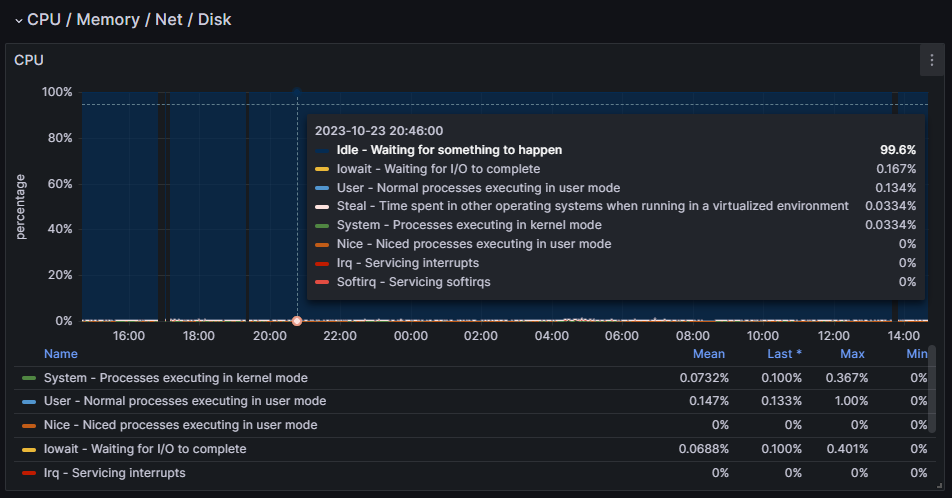 CPU / Memory / Net / Disk
CPU
100%
80%
60%
40%
20%
0%
percentage
2023-10-23 20:46:00
Idle - Waiting for something to happen 99.6%
Iowait - Waiting for I/O to complete 0.167%
User - Normal processes executing in user mode 0.134%
Steal - Time spent in other operating systems when running in a virtualized environment 0.0334%
System - Processes executing in kernel mode 0.0334%
Nice - Niced processes executing in user mode 0%
Irq - Servicing interrupts 0%
Softirq - Servicing softirqs 0%
16:00 18:00 20:00 22:00 00:00 02:00 04:00 06:00 08:00 10:00 12:00 14:00
Name Mean Last * Max Min
System - Processes executing in kernel mode 0.0732% 0.100% 0.367% 0%
User - Normal processes executing in user mode 0.147% 0.133% 1.00% 0%
Nice - Niced processes executing in user mode 0% 0% 0% 0%
Iowait - Waiting for I/O to complete 0.0688% 0.100% 0.401% 0%
Irq - Servicing interrupts 0% 0% 0% 0%